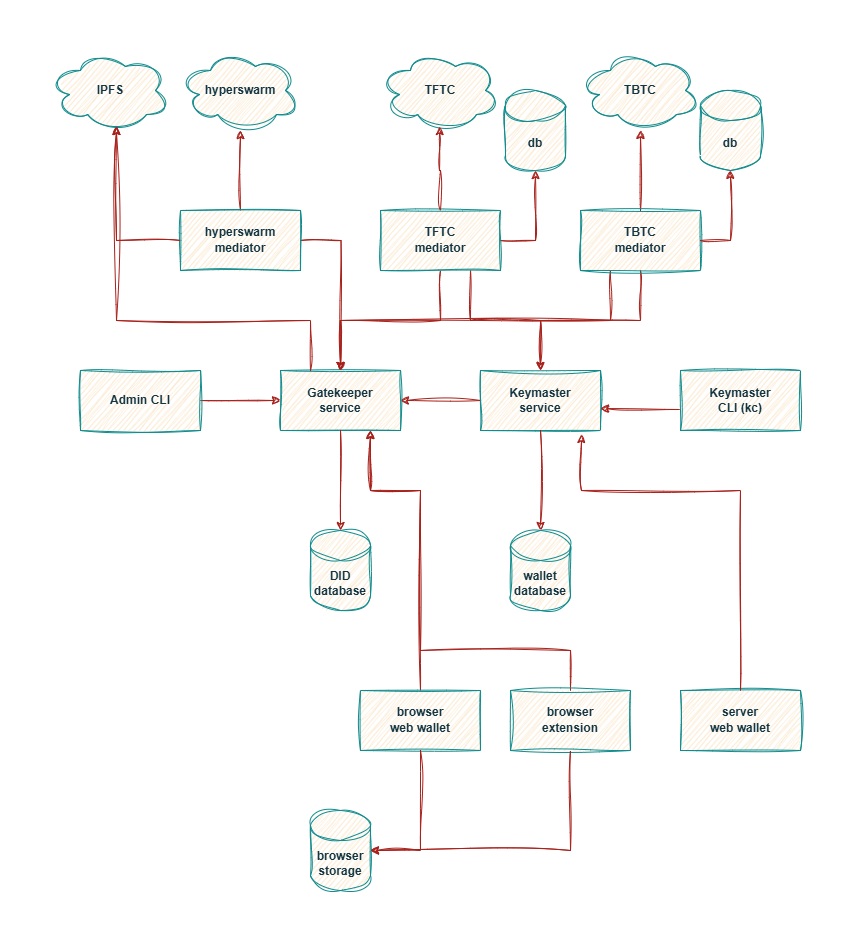 IPFS
hyperswarm
TFTC
TBTC
db
db
hyperswarm
mediator
TFTC
mediator
TBTC
mediator
Admin CLI
Gatekeeper
service
Keymaster
service
Keymaster
CLI (kc)
DID
database
wallet
database
browser
web wallet
browser
extension
server
web wallet
browser
storage